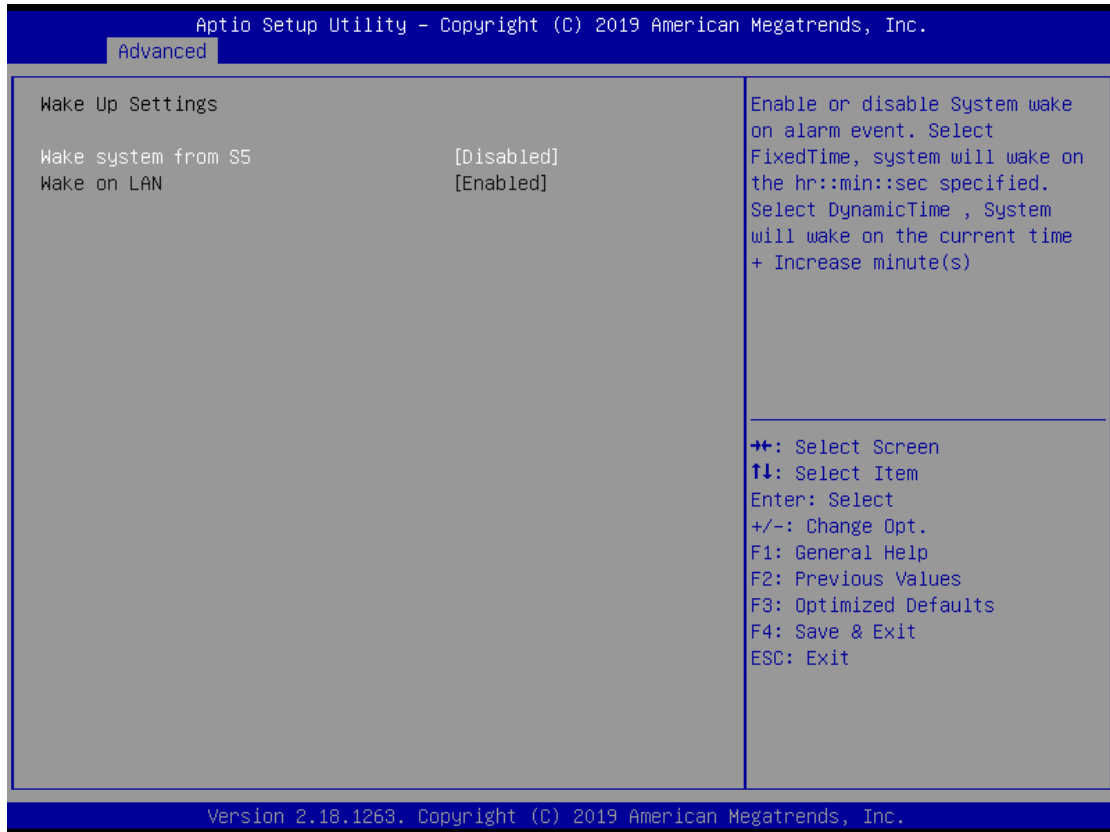 Aptio Setup Utility – Copyright (C) 2019 American Megatrends, Inc.
Advanced
Wake Up Settings
Wake system from S5 [Disabled]
Wake on LAN [Enabled]
Enable or disable System wake
on alarm event. Select
FixedTime, system will wake on
the hr::min::sec specified.
Select DynamicTime , System
will wake on the current time
+ Increase minute(s)
→←: Select Screen
↑↓: Select Item
Enter: Select
+/-: Change Opt.
F1: General Help
F2: Previous Values
F3: Optimized Defaults
F4: Save & Exit
ESC: Exit
Version 2.18.1263. Copyright (C) 2019 American Megatrends, Inc.